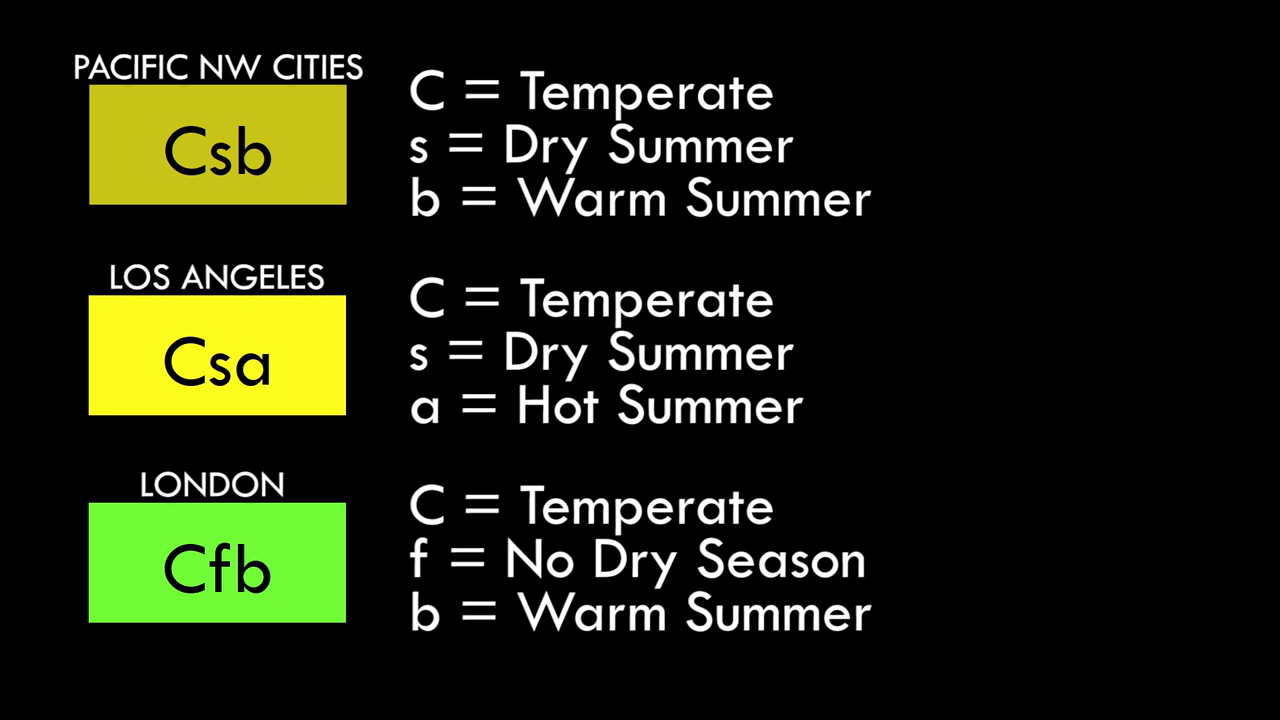 PACIFIC NW CITIES
Csb
C = Temperate
s = Dry Summer
b = Warm Summer
LOS ANGELES
Csa
C = Temperate
s = Dry Summer
a = Hot Summer
LONDON
Cfb
C = Temperate
f = No Dry Season
b = Warm Summer